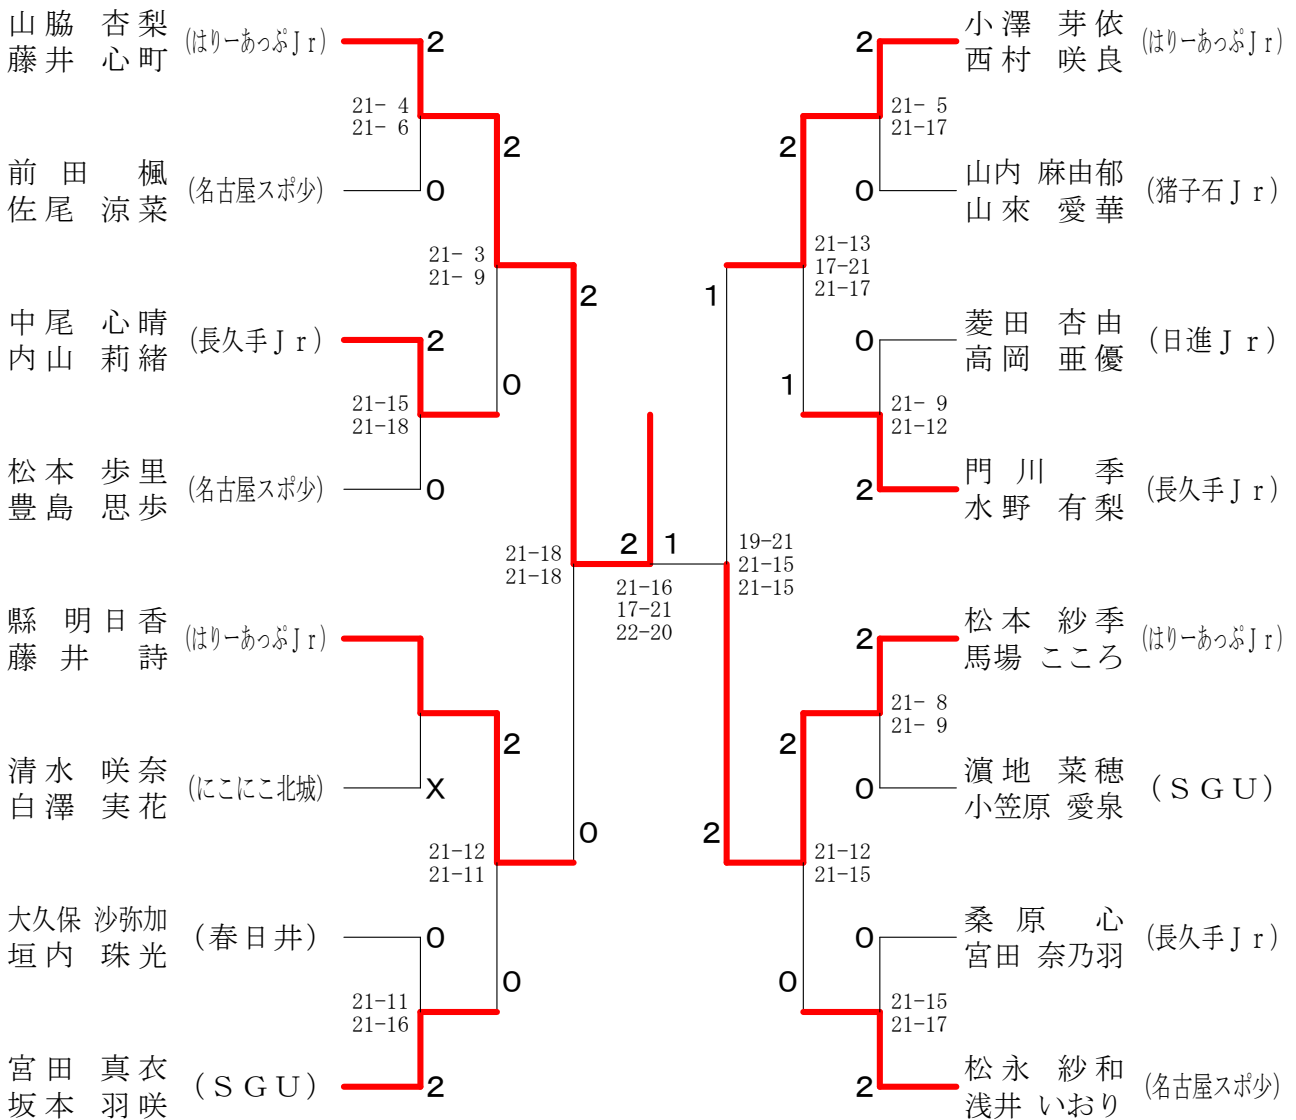 山脇 杏梨
藤井 心町
(はりーあっぷJr)
2
21- 4
21- 6
前田 楓
佐尾 涼菜
(名古屋スポ少)
0
2
21- 3
21- 9
中尾 心晴
内山 莉緒
(長久手Jr)
2
21-15
21-18
0
松本 歩里
豊島 思歩
(名古屋スポ少)
0
2
21-18
21-18
縣 明日香
藤井 詩
(はりーあっぷJr)
清水 咲奈
白澤 実花
(にこにこ北城)
X
2
21-12
21-11
0
大久保 沙弥加
垣内 珠光
(春日井)
0
21-11
21-16
0
宮田 真衣
坂本 羽咲
(SGU)
2
2 1
21-16
17-21
22-20
小澤 芽依
西村 咲良
(はりーあっぷJr)
2
21- 5
21-17
山内 麻由郁
山來 愛華
(猪子石Jr)
0
2
21-13
17-21
21-17
1
菱田 杏由
高岡 亜優
(日進Jr)
0
21- 9
21-12
1
門川 季
水野 有梨
(長久手Jr)
2
19-21
21-15
21-15
松本 紗季
馬場 こころ
(はりーあっぷJr)
2
21- 8
21- 9
濵地 菜穂
小笠原 愛泉
(SGU)
0
2
2
21-12
21-15
桑原 心
宮田 奈乃羽
(長久手Jr)
0
21-15
21-17
0
松永 紗和
浅井 いおり
(名古屋スポ少)
2